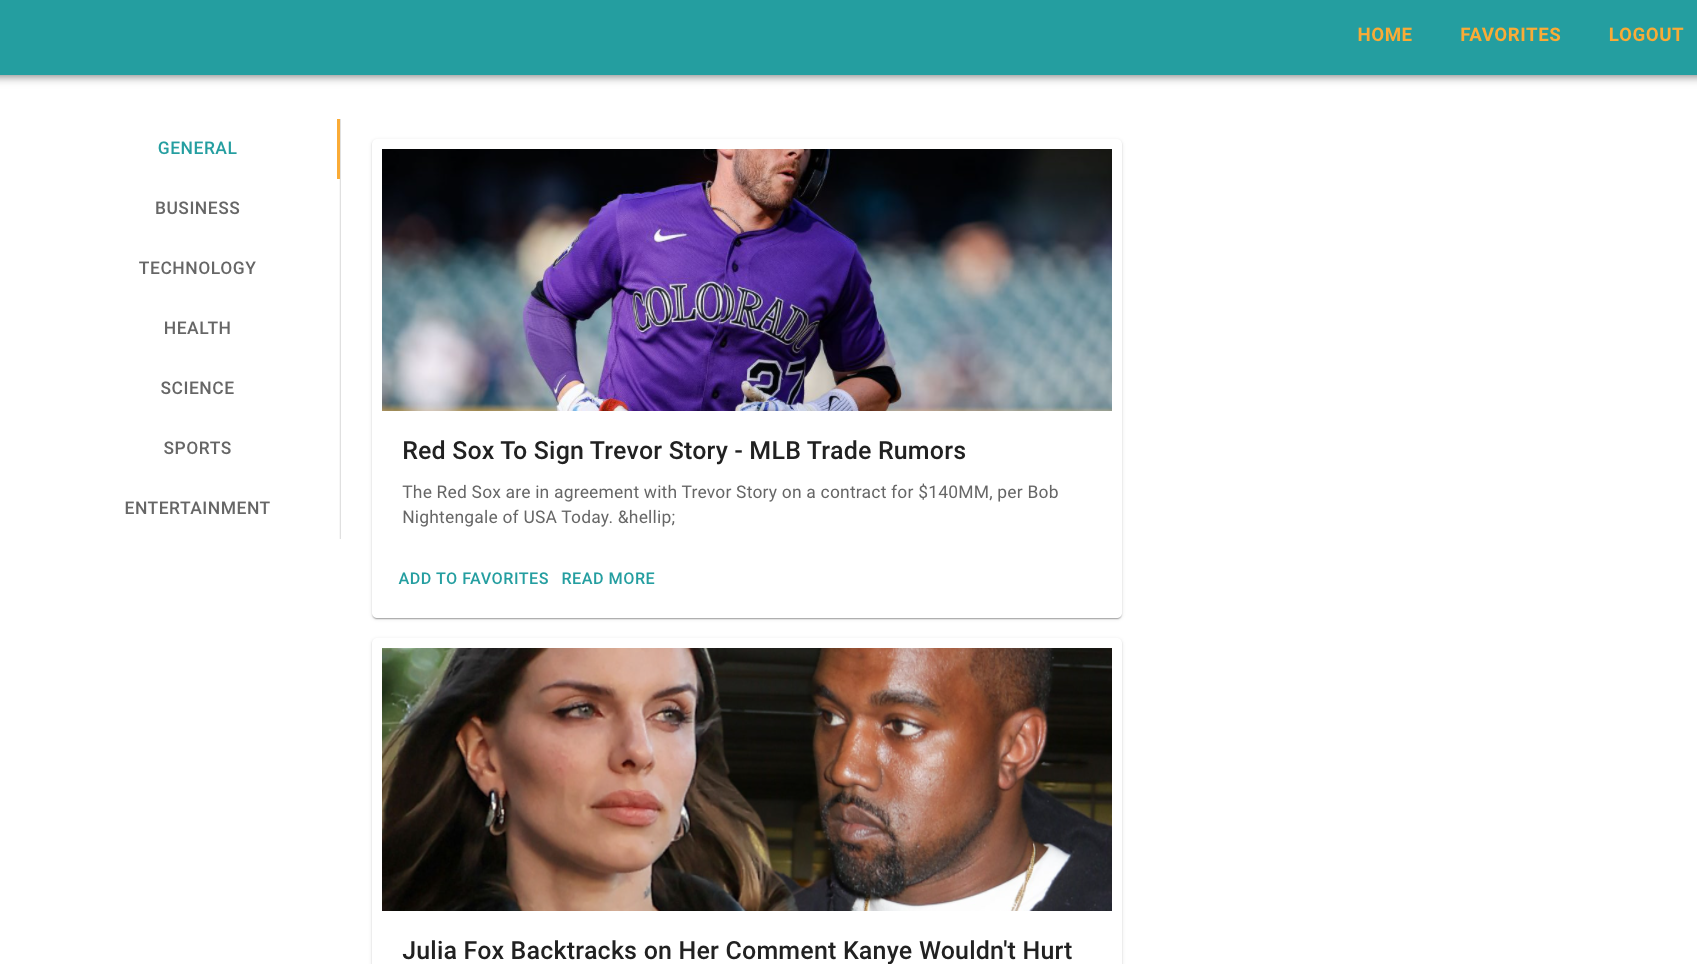 HOME FAVORITES LOGOUT
GENERAL
BUSINESS
TECHNOLOGY
HEALTH
SCIENCE
SPORTS
ENTERTAINMENT
COLORADO
27
Red Sox To Sign Trevor Story - MLB Trade Rumors
The Red Sox are in agreement with Trevor Story on a contract for $140MM, per Bob
Nightengale of USA Today. &hellip;
ADD TO FAVORITES READ MORE
Julia Fox Backtracks on Her Comment Kanye Wouldn't Hurt